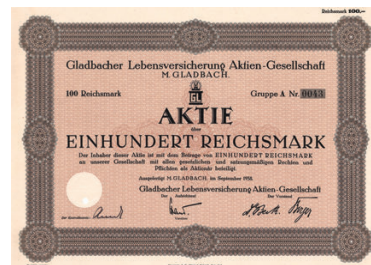 Reichsmark 100.—
Gladbacher Lebensversicherung Aktien-Gesellschaft
M. GLADBACH.
GL
100 Reichsmark
Gruppe A Nr. 0043
AKTIE
über
EINHUNDERT REICHSMARK
Der Inhaber dieser Aktie ist mit dem Betrage von EINHUNDERT REICHSMARK
an unserer Gesellschaft mit allen gesetzlichen und satzungsmäßigen Rechten und
Pflichten als Aktionär beteiligt.
Ausgefertigt M. GLADBACH, im September 1932.
Gladbacher Lebensversicherung Aktien-Gesellschaft
Der Aufsichtsrat
Der Vorstand